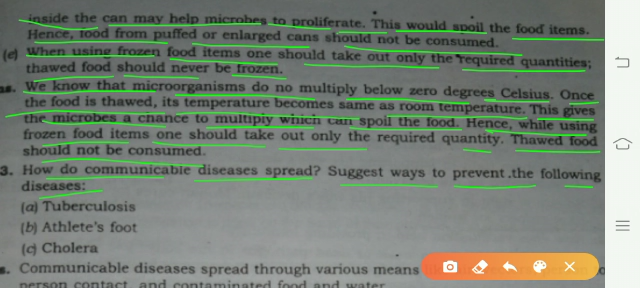 inside the can may help microbes to proliferate. This would spoil the food items.
Hence, food from puffed or enlarged cans should not be consumed.
(e) When using frozen food items one should take out only the required quantities;
thawed food should never be frozen.
We know that microorganisms do no multiply below zero degrees Celsius. Once
the food is thawed, its temperature becomes same as room temperature. This gives
the microbes a chance to multiply which can spoil the food. Hence, while using
frozen food items one should take out only the required quantity. Thawed food
should not be consumed.
3. How do communicable diseases spread? Suggest ways to prevent the following
diseases:
(a) Tuberculosis
(b) Athlete's foot
(c) Cholera
s. Communicable diseases spread through various means
person contact, and contaminated food and water.